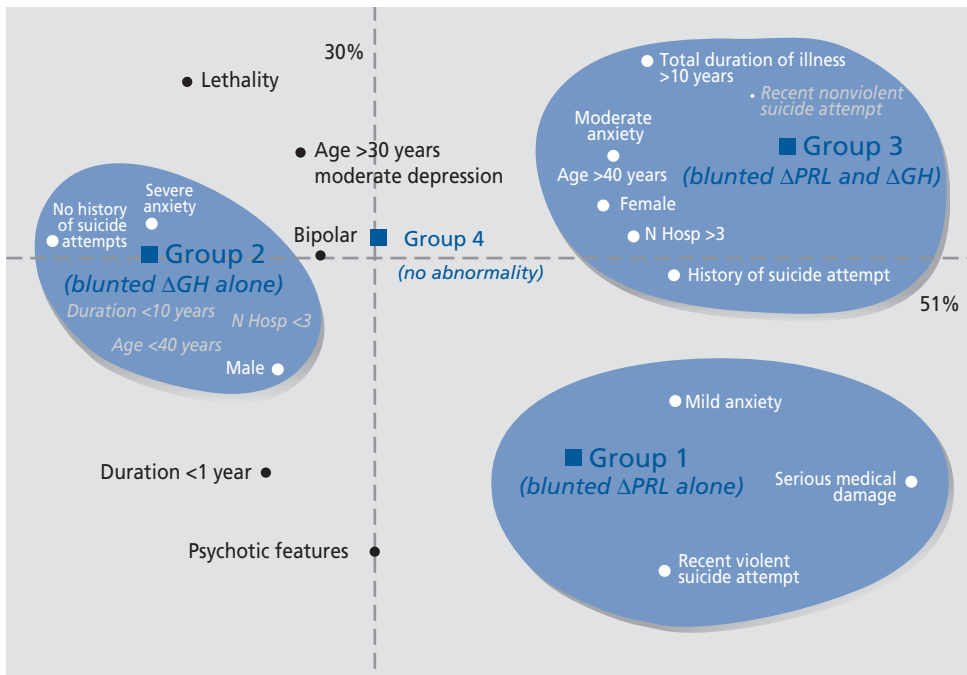 30%
Lethality
Age >30 years
moderate depression
Total duration of illness
>10 years
Recent nonviolent
suicide attempt
Moderate
anxiety
Group 3
(blunted ΔPRL and ΔGH)
Age >40 years
Female
N Hosp >3
History of suicide attempt
51%
No history
of suicide
attempts
Severe
anxiety
Group 2
(blunted ΔGH alone)
Duration <10 years
N Hosp <3
Age <40 years
Male
Bipolar
Group 4
(no abnormality)
Mild anxiety
Group 1
(blunted ΔPRL alone)
Serious medical
damage
Recent violent
suicide attempt
Duration <1 year
Psychotic features